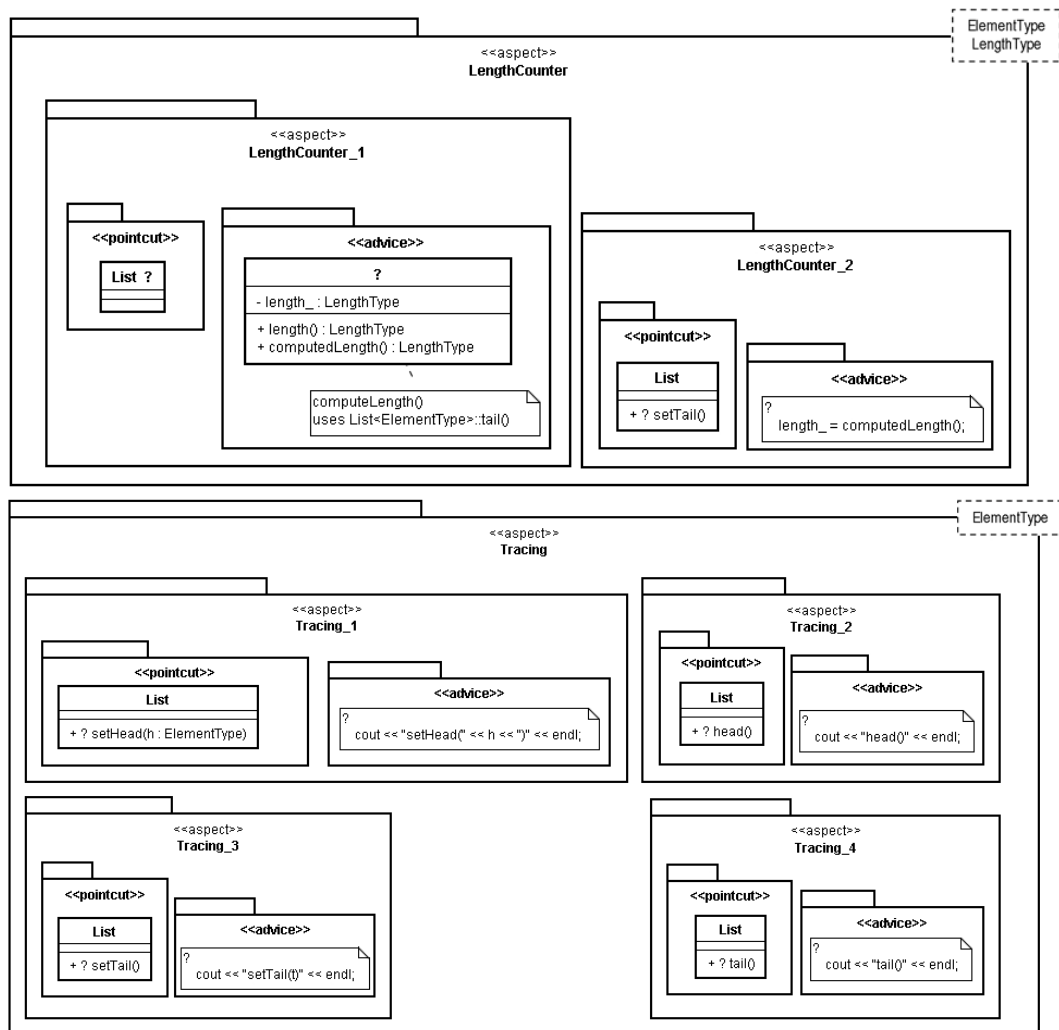 ElementType
LengthType
<<aspect>>
LengthCounter
<<aspect>>
LengthCounter_1
<<pointcut>>
List ?
<<advice>>
?
- length_ : LengthType
+ length() : LengthType
+ computedLength() : LengthType
computeLength()
uses List<ElementType>::tail()
<<aspect>>
LengthCounter_2
<<pointcut>>
List
+ ? setTail()
<<advice>>
?
length_ = computedLength();
ElementType
<<aspect>>
Tracing
<<aspect>>
Tracing_1
<<pointcut>>
List
+ ? setHead(h : ElementType)
<<advice>>
?
cout << "setHead(" << h << ")" << endl;
<<aspect>>
Tracing_2
<<pointcut>>
List
+ ? head()
<<advice>>
?
cout << "head()" << endl;
<<aspect>>
Tracing_3
<<pointcut>>
List
+ ? setTail()
<<advice>>
?
cout << "setTail(t)" << endl;
<<aspect>>
Tracing_4
<<pointcut>>
List
+ ? tail()
<<advice>>
?
cout << "tail()" << endl;